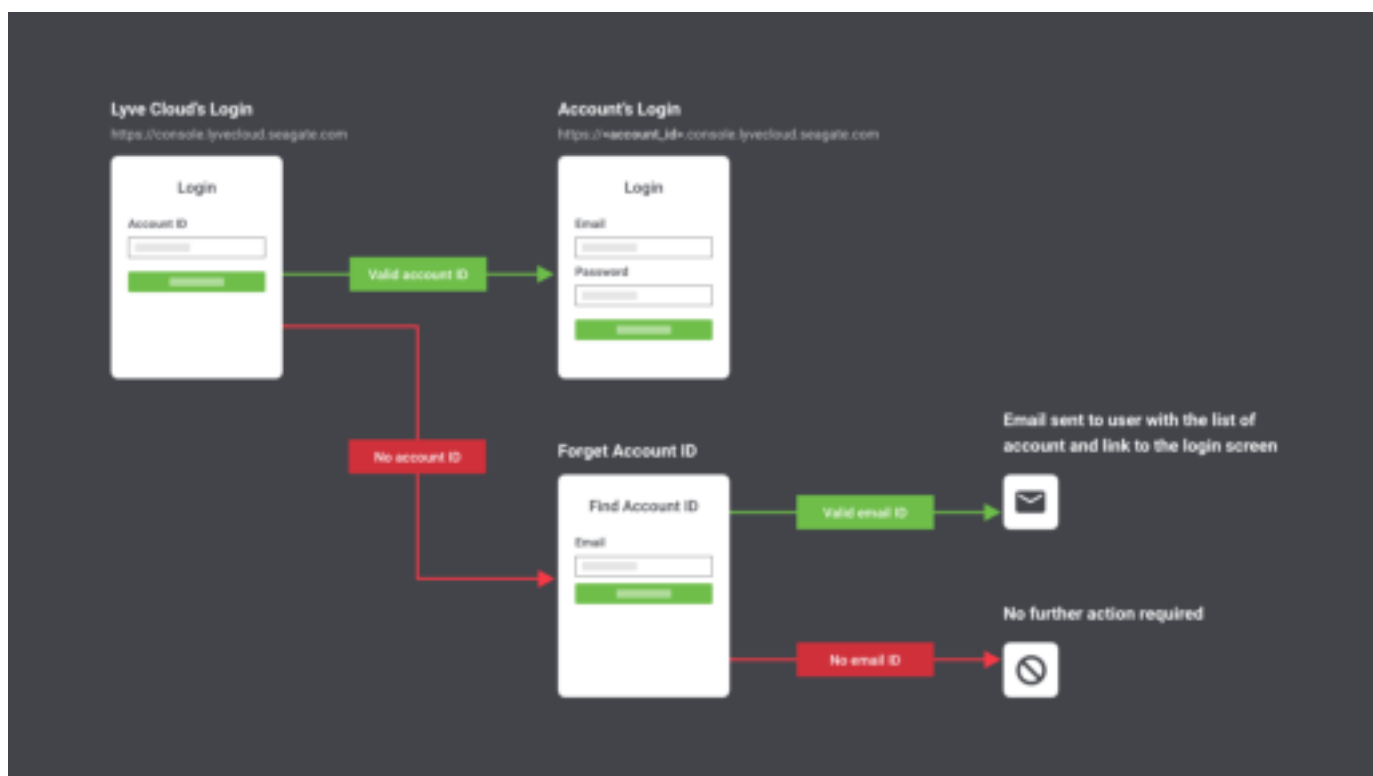 Lyve Cloud's Login
https://console.lyvecloud.seagate.com
Login
Account ID
Valid account ID
No account ID
Account's Login
https://<account_id>.console.lyvecloud.seagate.com
Login
Email
Password
Forget Account ID
Find Account ID
Email
Valid email ID
No email ID
Email sent to user with the list of
account and link to the login screen
No further action required